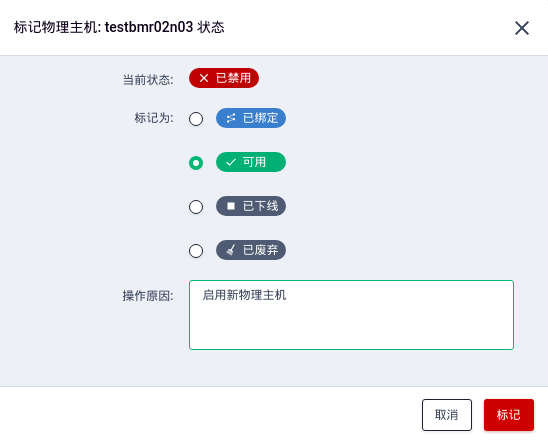 标记物理主机: testbmr02n03 状态
当前状态: 已禁用
标记为: 已绑定
可用
已下线
已废弃
操作原因: 启用新物理主机
取消 标记